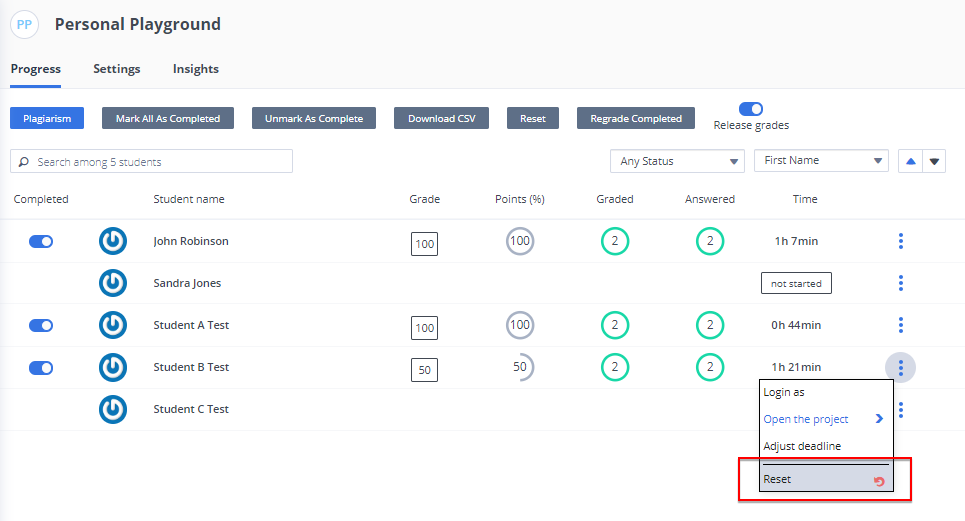 PP Personal Playground
Progress Settings Insights
Plagiarism Mark All As Completed Unmark As Complete Download CSV Reset Regrade Completed Release grades
Search among 5 students Any Status First Name
Completed Student name Grade Points (%) Graded Answered Time
John Robinson 100 100 2 2 1h 7min
Sandra Jones not started
Student A Test 100 100 2 2 0h 44min
Student B Test 50 50 2 2 1h 21min
Login as
Student C Test
Open the project
Adjust deadline
Reset